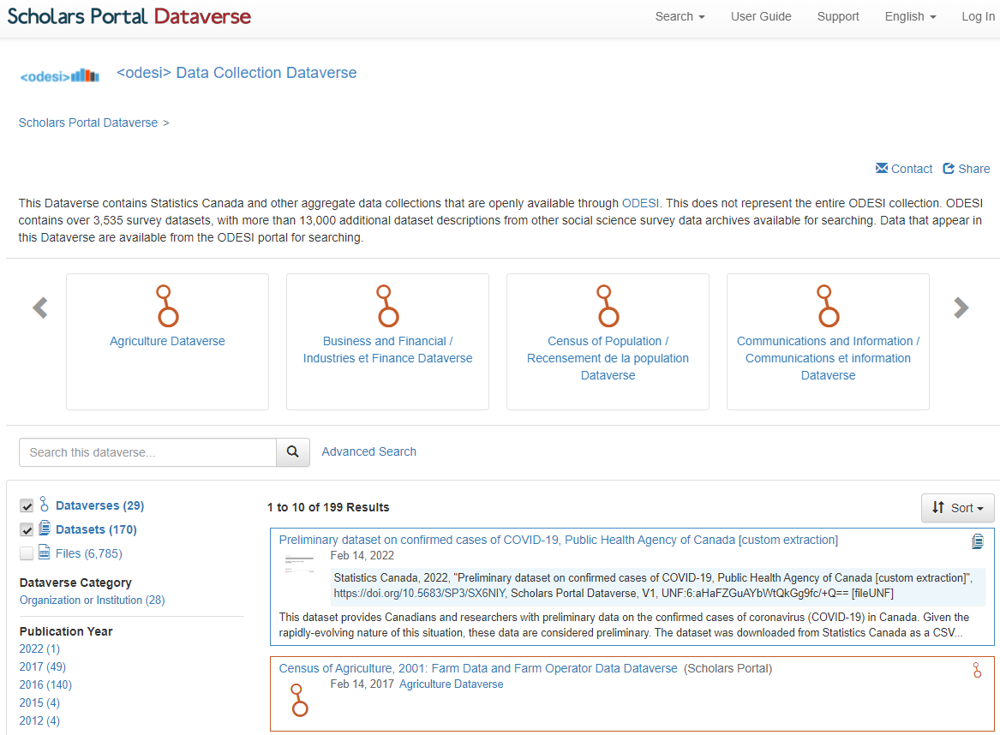 Scholars Portal Dataverse
Search
User Guide
Support
English
Log In
<odesi>
<odesi> Data Collection Dataverse
Scholars Portal Dataverse >
Contact
Share
This Dataverse contains Statistics Canada and other aggregate data collections that are openly available through ODESI. This does not represent the entire ODESI collection. ODESI
contains over 3,535 survey datasets, with more than 13,000 additional dataset descriptions from other social science survey data archives available for searching. Data that appear in
this Dataverse are available from the ODESI portal for searching.
Agriculture Dataverse
Business and Financial /
Industries et Finance Dataverse
Census of Population /
Recensement de la population
Dataverse
Communications and Information /
Communications et information
Dataverse
Search this dataverse...
Advanced Search
Dataverses (29)
Datasets (170)
Files (6,785)
Dataverse Category
Organization or Institution (28)
Publication Year
2022 (1)
2017 (49)
2016 (140)
2015 (4)
2012 (4)
1 to 10 of 199 Results
Sort
Preliminary dataset on confirmed cases of COVID-19, Public Health Agency of Canada [custom extraction]
Feb 14, 2022
Statistics Canada, 2022, "Preliminary dataset on confirmed cases of COVID-19, Public Health Agency of Canada [custom extraction]",
https://doi.org/10.5683/SP3/SX6NIY, Scholars Portal Dataverse, V1, UNF:6:aHaFZGuAYbWtQkGg9fc/+Q== [fileUNF]
This dataset provides Canadians and researchers with preliminary data on the confirmed cases of coronavirus (COVID-19) in Canada. Given the
rapidly-evolving nature of this situation, these data are considered preliminary. The dataset was downloaded from Statistics Canada as a CSV...
Census of Agriculture, 2001: Farm Data and Farm Operator Data Dataverse (Scholars Portal)
Feb 14, 2017 Agriculture Dataverse